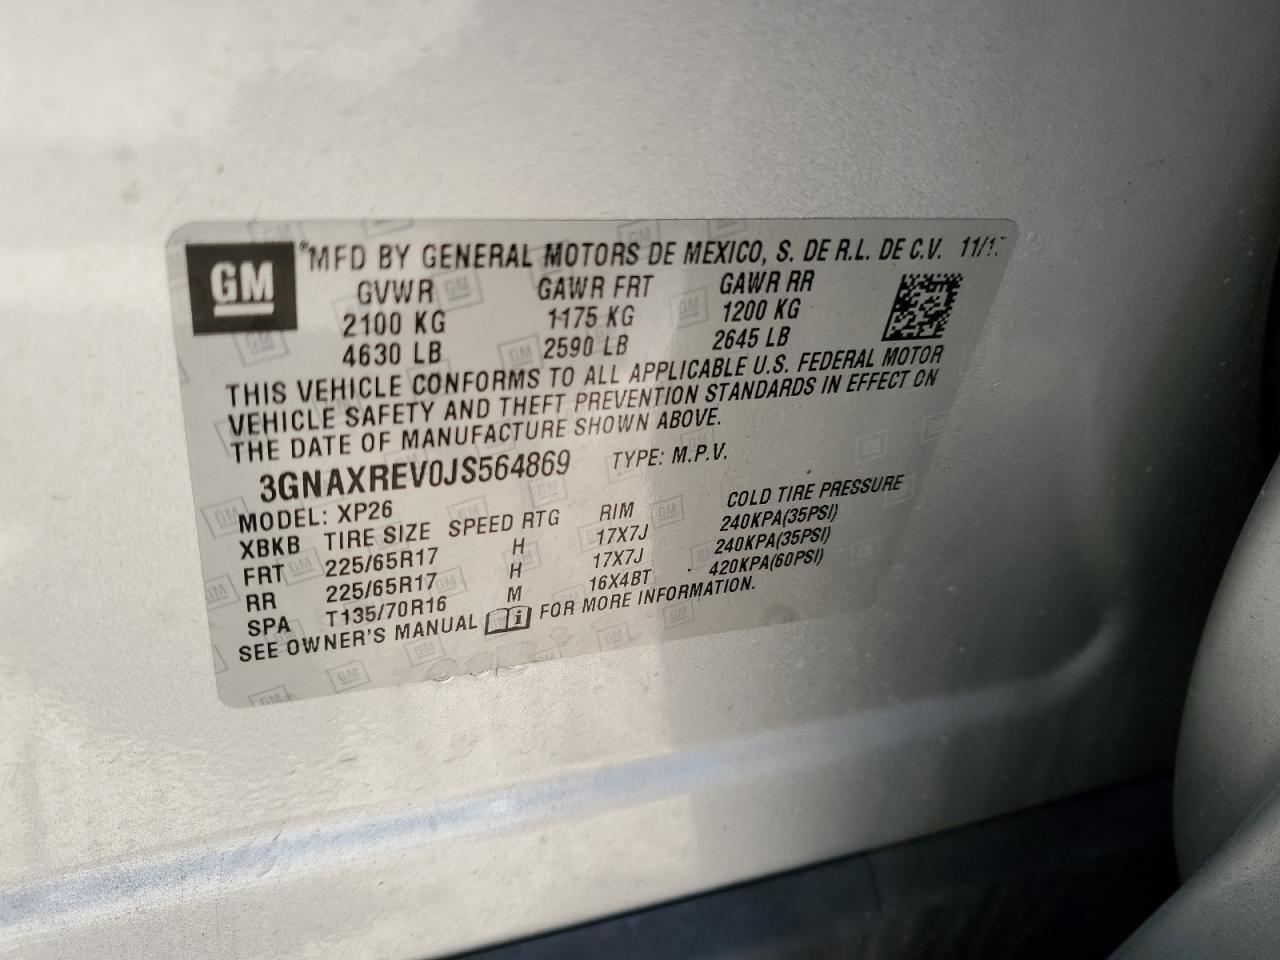 GM
®MFD BY GENERAL MOTORS DE MEXICO, S. DE R.L. DE C.V. 11/17
GVWR GAWR FRT GAWR RR
2100 KG 1175 KG 1200 KG
4630 LB 2590 LB 2645 LB
THIS VEHICLE CONFORMS TO ALL APPLICABLE U.S. FEDERAL MOTOR
VEHICLE SAFETY AND THEFT PREVENTION STANDARDS IN EFFECT ON
THE DATE OF MANUFACTURE SHOWN ABOVE.
3GNAXREV0JS564869 TYPE: M.P.V.
MODEL: XP26
XBKB TIRE SIZE SPEED RTG RIM COLD TIRE PRESSURE
FRT 225/65R17 H 17X7J 240KPA(35PSI)
RR 225/65R17 H 17X7J 240KPA(35PSI)
SPA T135/70R16 M 16X4BT 420KPA(60PSI)
SEE OWNER'S MANUAL FOR MORE INFORMATION.